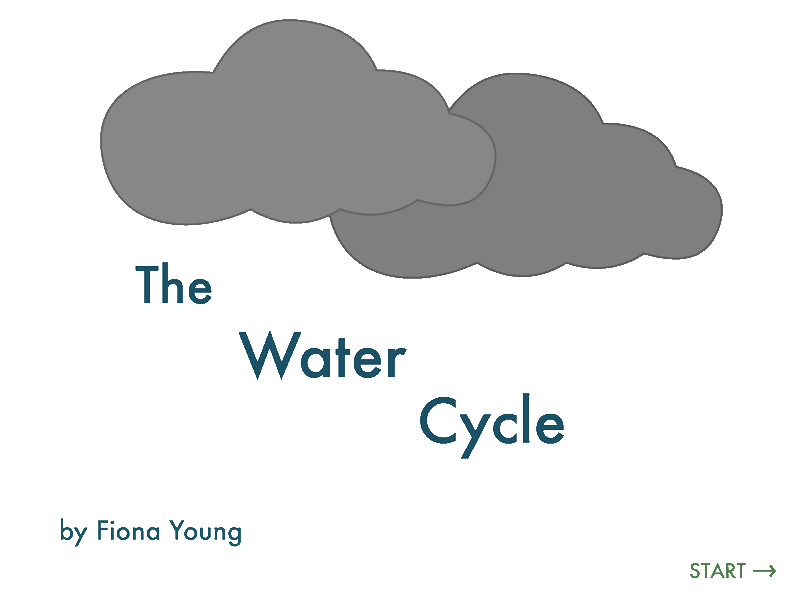 The
Water
Cycle
by Fiona Young
START →